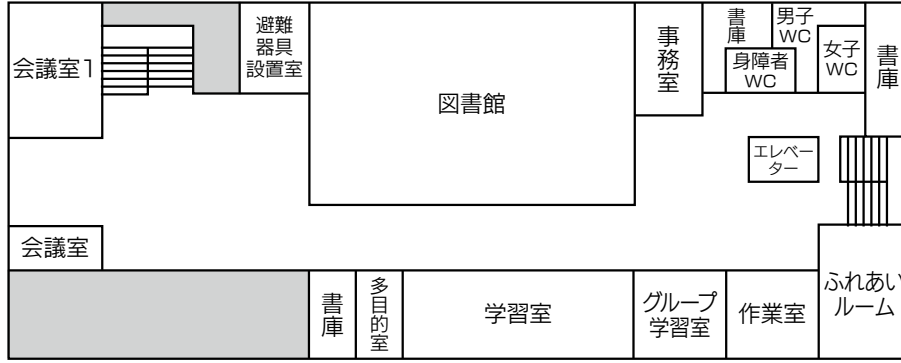 会議室1
避難
器具
設置室
図書館
事務室
書庫
男子
WC
身障者
WC
女子
WC
書庫
エレベー
ター
会議室
書庫
多目的室
学習室
グループ
学習室
作業室
ふれあい
ルーム